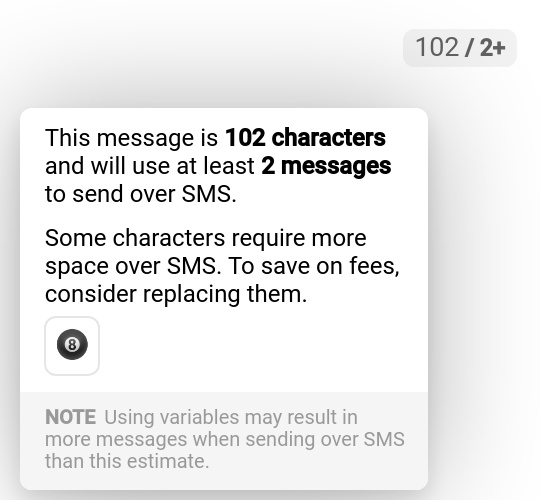 102 / 2+
This message is 102 characters
and will use at least 2 messages
to send over SMS.
Some characters require more
space over SMS. To save on fees,
consider replacing them.
🎱
NOTE Using variables may result in
more messages when sending over SMS
than this estimate.